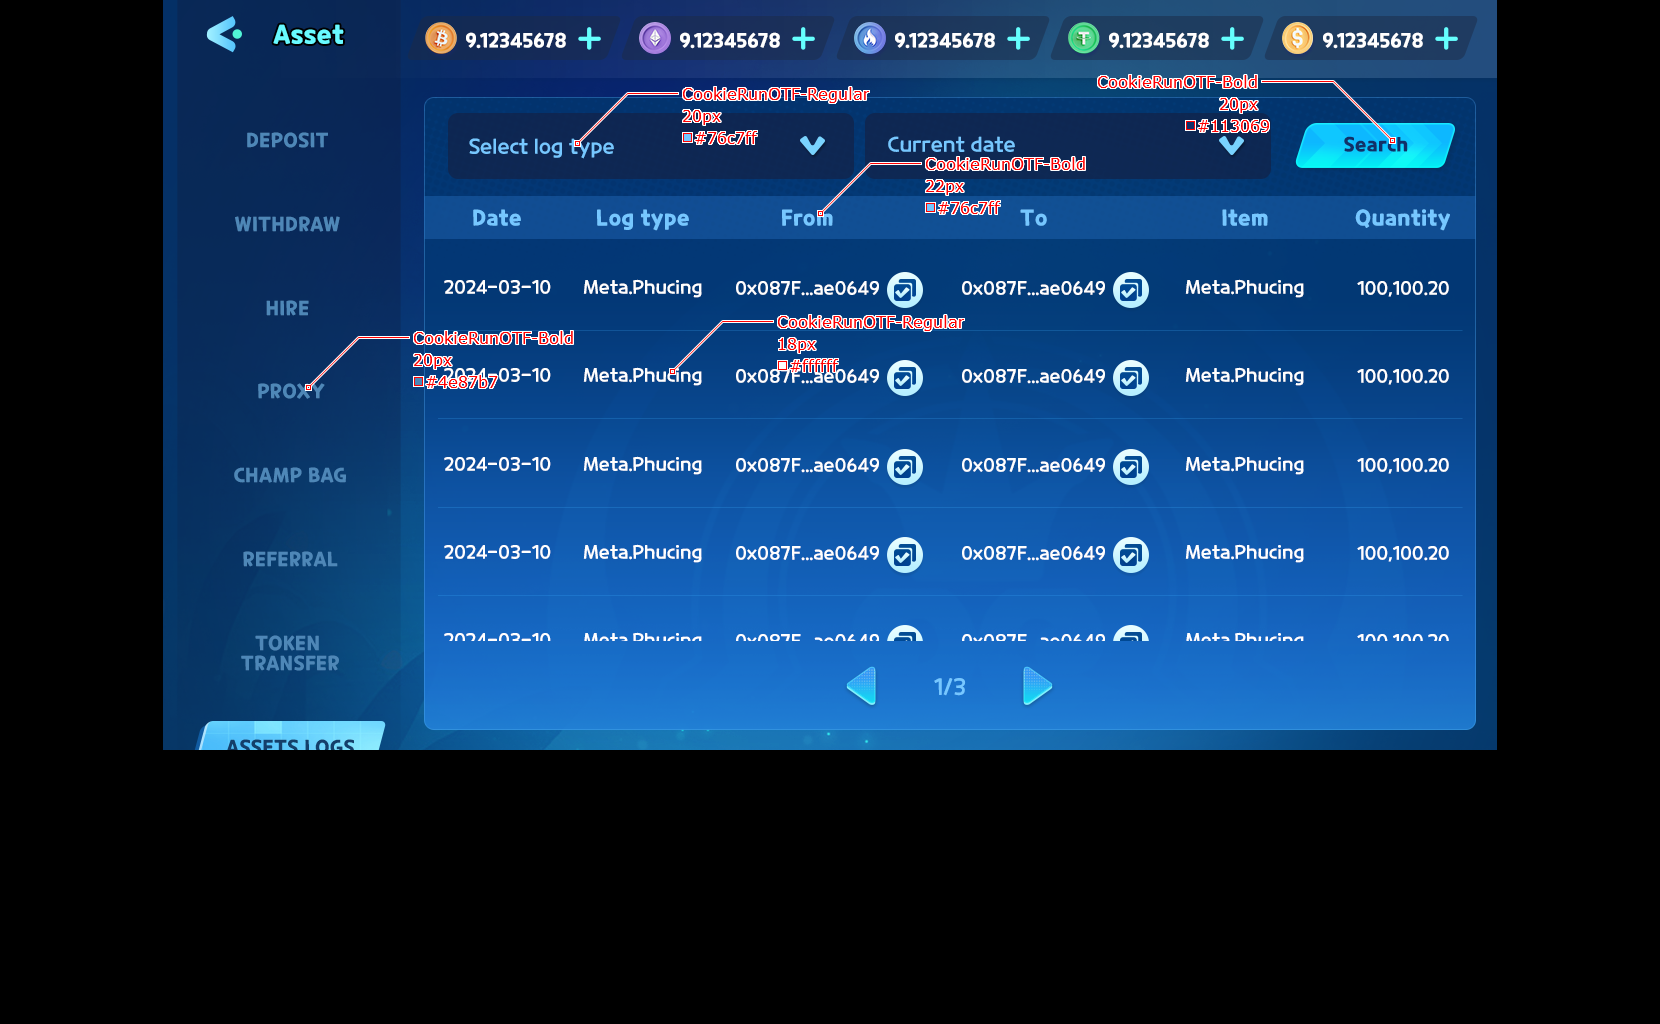 Asset
9.12345678
9.12345678
9.12345678
9.12345678
9.12345678
DEPOSIT
WITHDRAW
HIRE
PROXY
CHAMP BAG
REFERRAL
TOKEN
TRANSFER
ASSETS LOGS
CookieRunOTF-Bold
20px
#4e87b7
Select log type
CookieRunOTF-Regular
20px
#76c7ff
Current date
CookieRunOTF-Bold
20px
#113069
Search
CookieRunOTF-Bold
22px
#76c7ff
Date Log type From To Item Quantity
2024-03-10 Meta.Phucing 0x087F...ae0649 0x087F...ae0649 Meta.Phucing 100,100.20
CookieRunOTF-Regular
18px
#ffffff
2024-03-10 Meta.Phucing 0x087F...ae0649 0x087F...ae0649 Meta.Phucing 100,100.20
2024-03-10 Meta.Phucing 0x087F...ae0649 0x087F...ae0649 Meta.Phucing 100,100.20
2024-03-10 Meta.Phucing 0x087F...ae0649 0x087F...ae0649 Meta.Phucing 100,100.20
2024-03-10 Meta.Phucing 0x087F...ae0649 0x087F...ae0649 Meta.Phucing 100,100.20
1/3